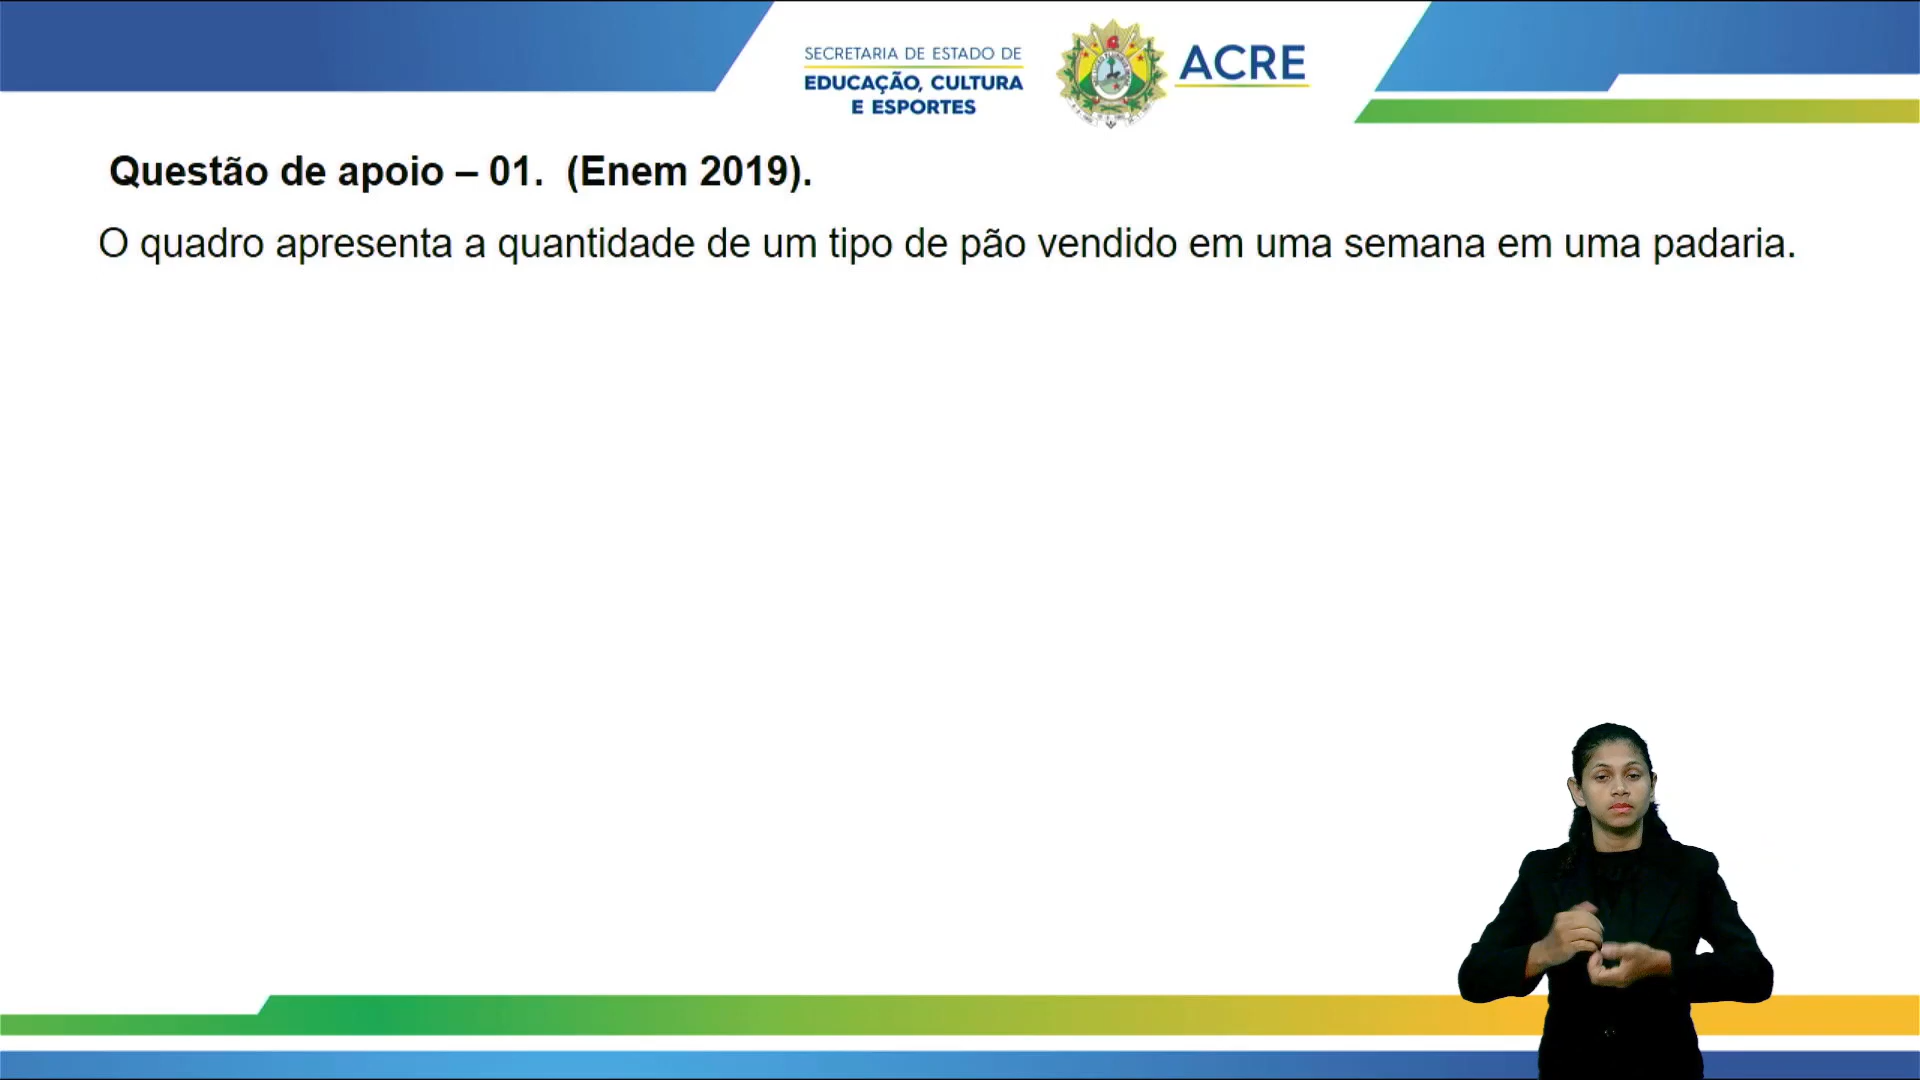 SECRETARIA DE ESTADO DE
EDUCAÇÃO, CULTURA
E ESPORTES
ACRE
Questão de apoio – 01. (Enem 2019).
O quadro apresenta a quantidade de um tipo de pão vendido em uma semana em uma padaria.